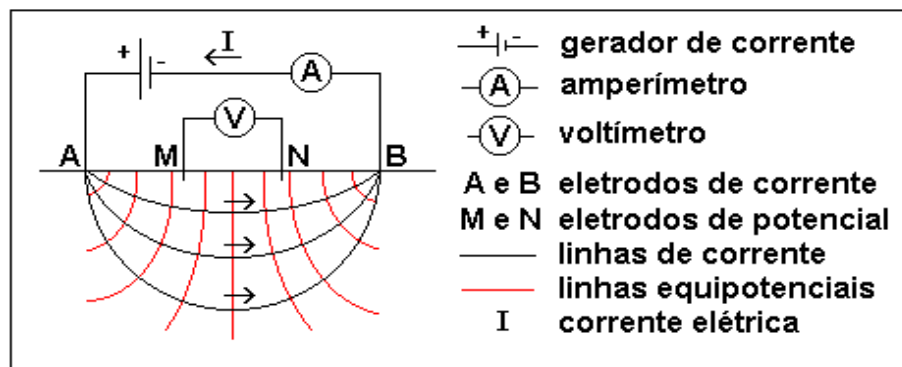 + - I
A
V
A M N B
+ - gerador de corrente
A amperímetro
V voltímetro
A e B eletrodos de corrente
M e N eletrodos de potencial
linhas de corrente
linhas equipotenciais
I corrente elétrica